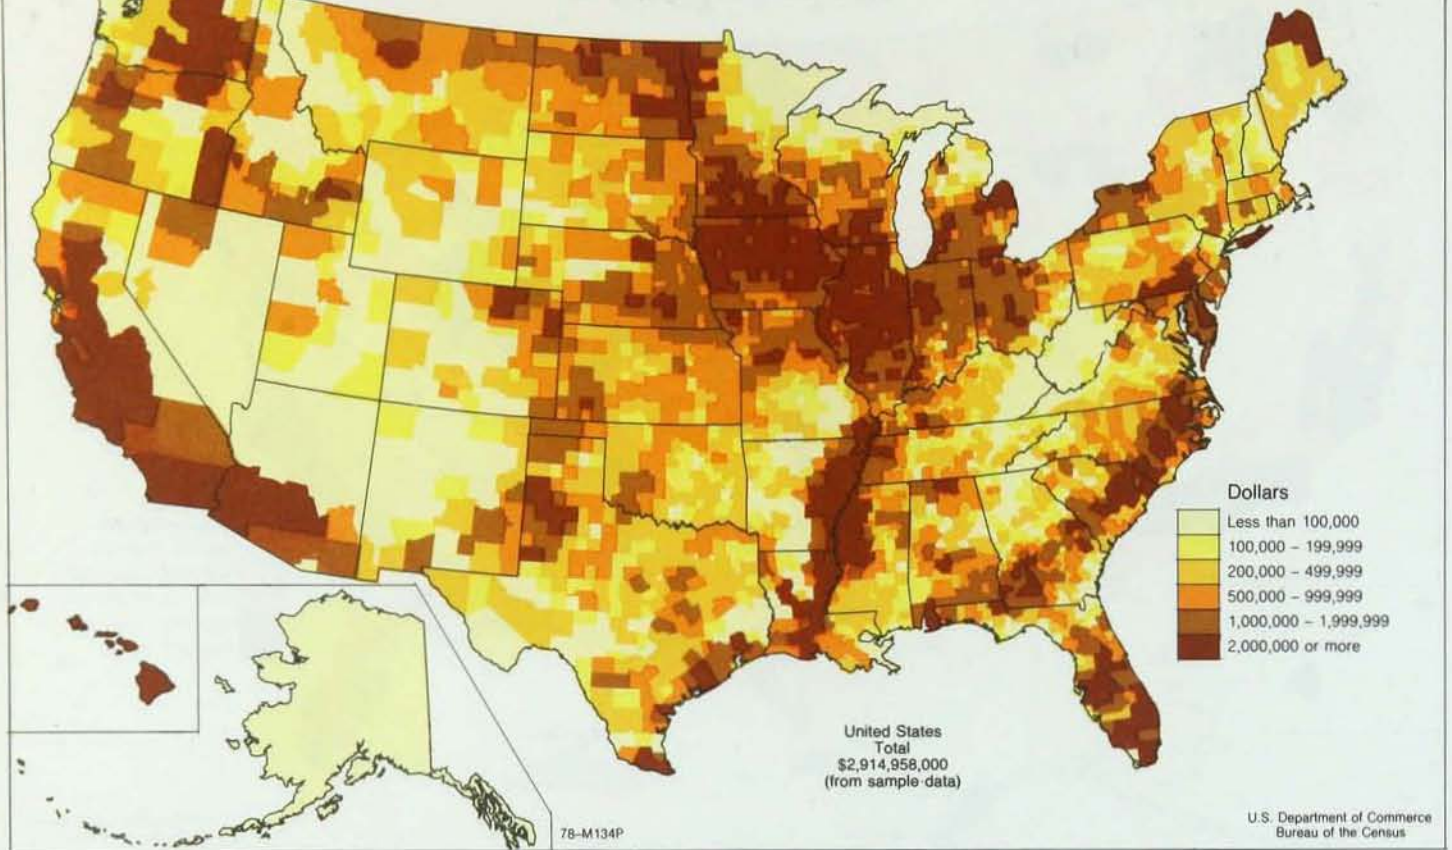 Dollars
Less than 100,000
100,000 – 199,999
200,000 – 499,999
500,000 – 999,999
1,000,000 – 1,999,999
2,000,000 or more
United States
Total
$2,914,958,000
(from sample data)
78–M134P
U.S. Department of Commerce
Bureau of the Census